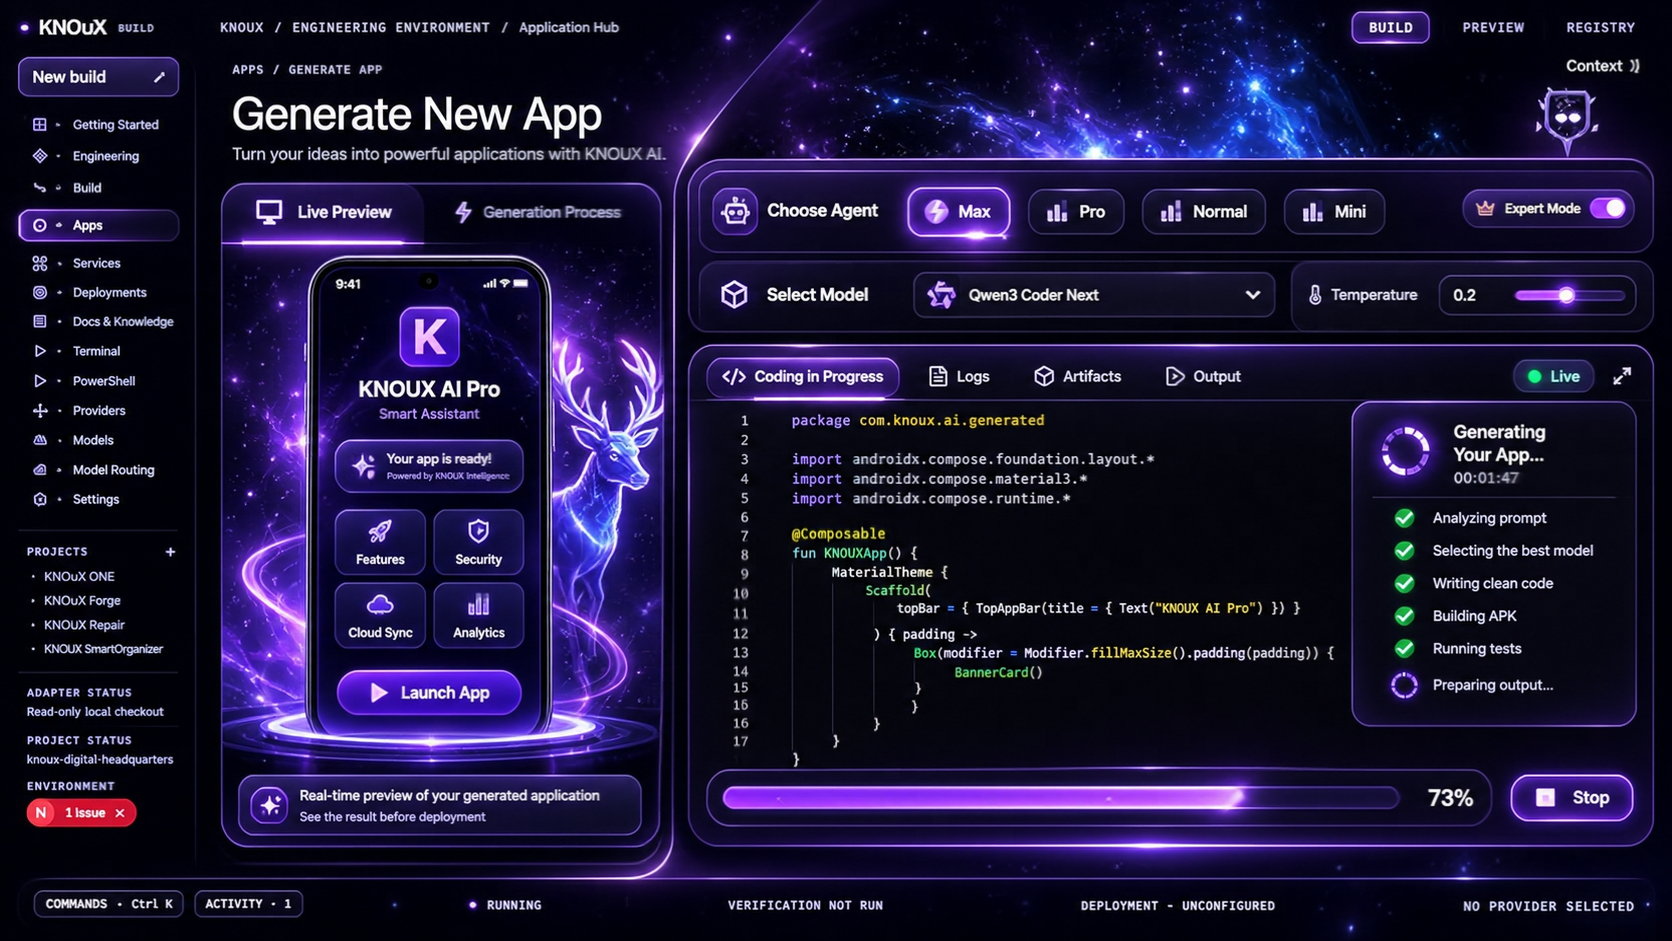 KNOuX BUILD
KNOUX / ENGINEERING ENVIRONMENT / Application Hub
BUILD
PREVIEW
REGISTRY
Context
New build
Getting Started
Engineering
Build
Apps
Services
Deployments
Docs & Knowledge
Terminal
PowerShell
Providers
Models
Model Routing
Settings
PROJECTS +
KNOuX ONE
KNOuX Forge
KNOUX Repair
KNOUX SmartOrganizer
ADAPTER STATUS
Read-only local checkout
PROJECT STATUS
knoux-digital-headquarters
ENVIRONMENT
N 1 Issue ×
APPS / GENERATE APP
Generate New App
Turn your ideas into powerful applications with KNOUX AI.
Live Preview
Generation Process
9:41
K
KNOUX AI Pro
Smart Assistant
Your app is ready!
Powered by KNOUX Intelligence
Features
Security
Cloud Sync
Analytics
Launch App
Real-time preview of your generated application
See the result before deployment
Choose Agent
Max
Pro
Normal
Mini
Expert Mode
Select Model
Qwen3 Coder Next
Temperature
0.2
</> Coding in Progress
Logs
Artifacts
Output
Live
1 package com.knoux.ai.generated
2
3 import androidx.compose.foundation.layout.*
4 import androidx.compose.material3.*
5 import androidx.compose.runtime.*
6
7 @Composable
8 fun KNOUXApp() {
9 MaterialTheme {
10 Scaffold(
11 topBar = { TopAppBar(title = { Text("KNOUX AI Pro") }) }
12 ) { padding ->
13 Box(modifier = Modifier.fillMaxSize().padding(padding)) {
14 BannerCard()
15 }
16 }
16 }
17 }
}
Generating
Your App...
00:01:47
Analyzing prompt
Selecting the best model
Writing clean code
Building APK
Running tests
Preparing output...
73%
Stop
COMMANDS · Ctrl K
ACTIVITY · 1
RUNNING
VERIFICATION NOT RUN
DEPLOYMENT - UNCONFIGURED
NO PROVIDER SELECTED